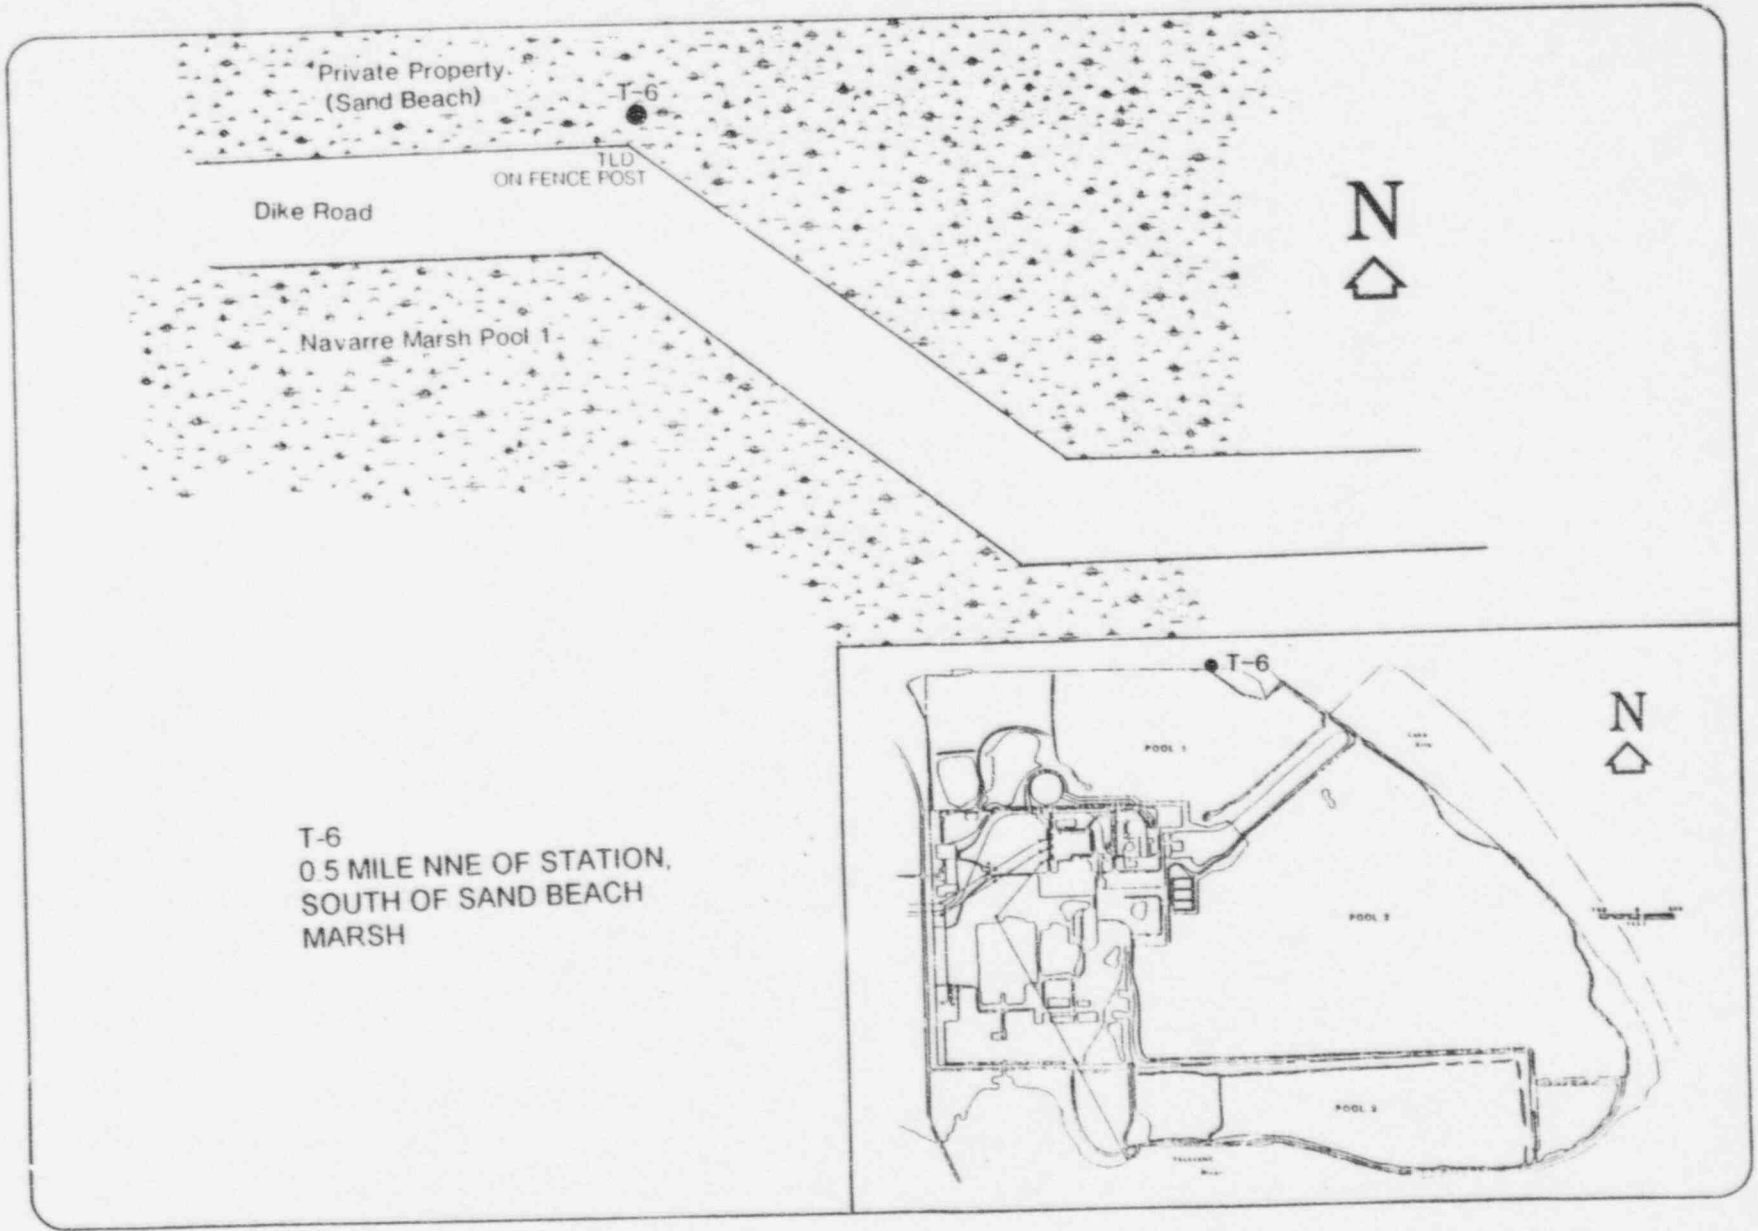 Private Property
(Sand Beach)
T-6
TLD
ON FENCE POST
Dike Road
N
Navarre Marsh Pool 1
T-6
0.5 MILE NNE OF STATION,
SOUTH OF SAND BEACH
MARSH
T-6
N
POOL 1
POOL 2
POOL 3